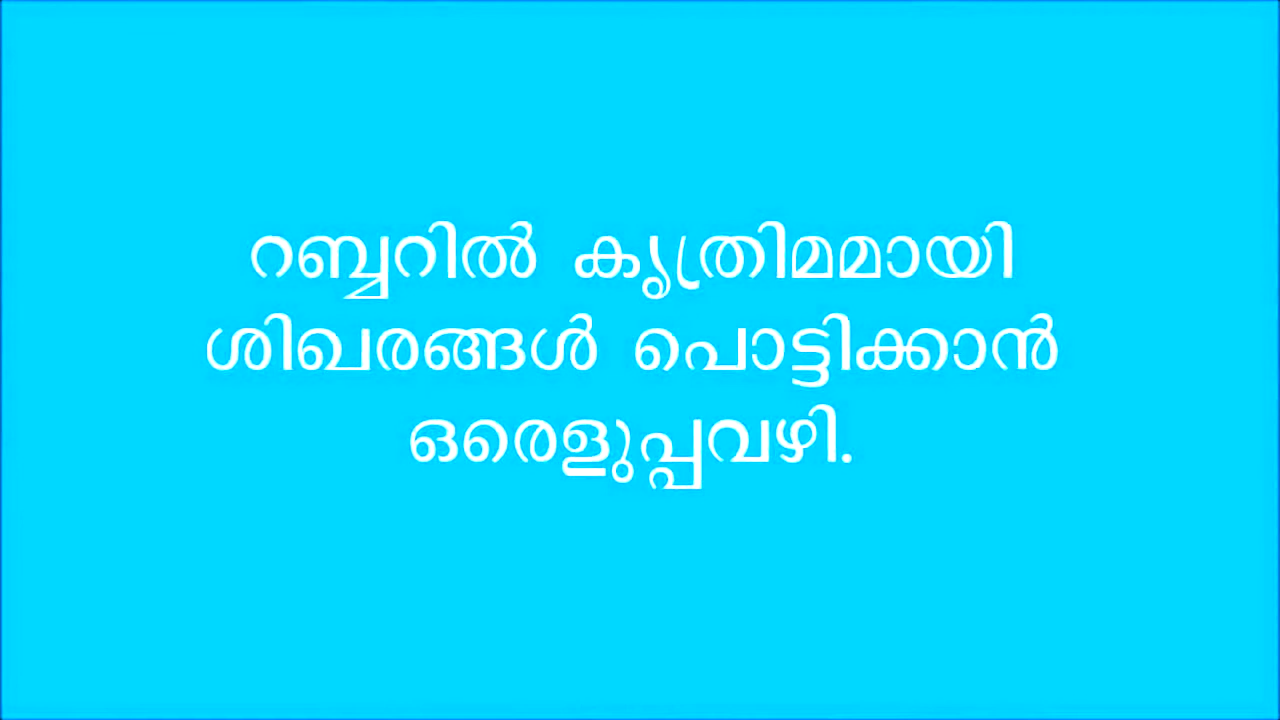 റബ്ബറിൽ കൃത്രിമമായി
ശിഖരങ്ങൾ പൊട്ടിക്കാൻ
ഒരെളുപ്പവഴി.